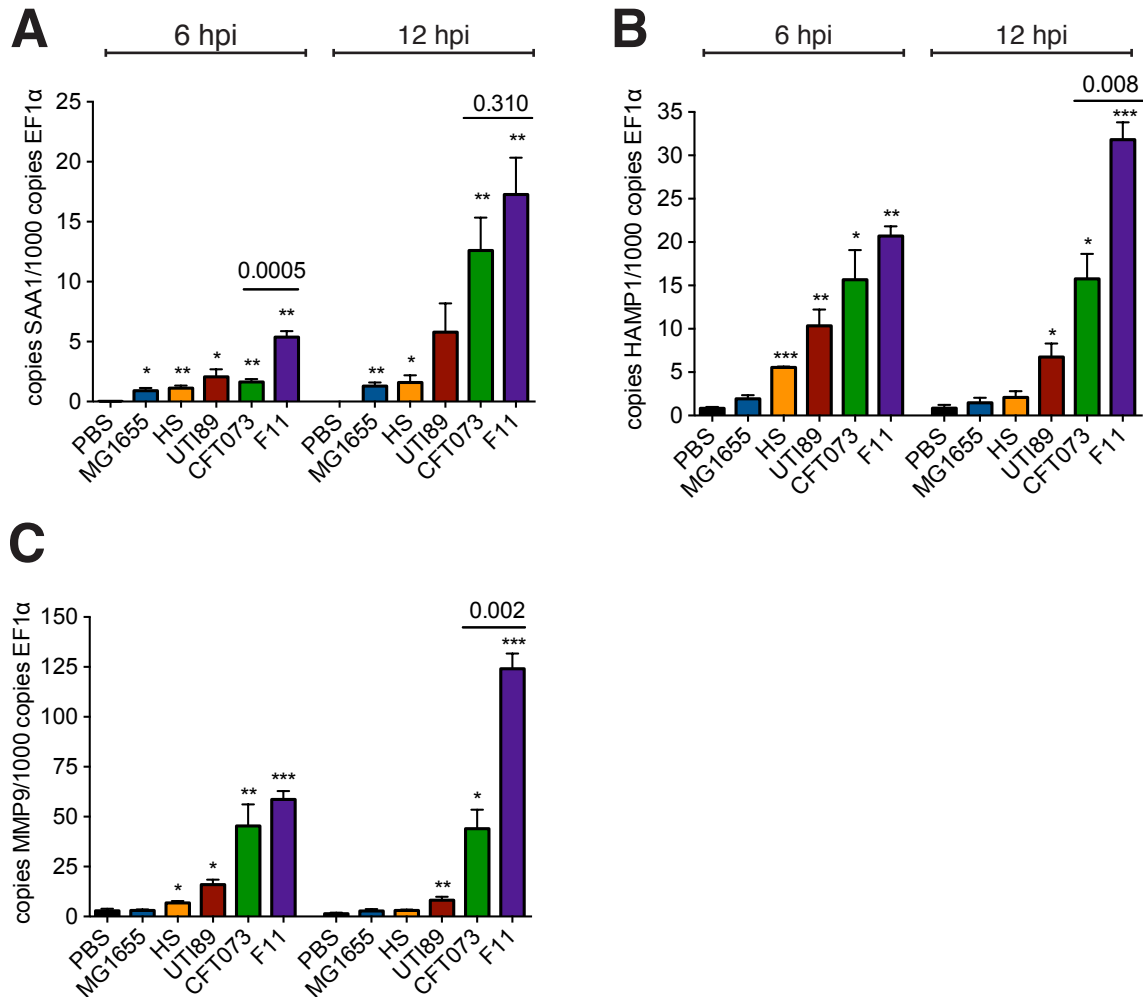 A
6 hpi
12 hpi
copies SAA1/1000 copies EF1α
25
20
15
10
5
0
* ** * ** **
0.0005
** * ** **
0.310
PBS MG1655 HS UTI89 CFT073 F11
PBS MG1655 HS UTI89 CFT073 F11
B
6 hpi
12 hpi
copies HAMP1/1000 copies EF1α
35
30
25
20
15
10
5
0
*** ** * **
* * ***
0.008
PBS MG1655 HS UTI89 CFT073 F11
PBS MG1655 HS UTI89 CFT073 F11
C
copies MMP9/1000 copies EF1α
150
125
100
75
50
25
0
* * ** ***
** * ***
0.002
PBS MG1655 HS UTI89 CFT073 F11
PBS MG1655 HS UTI89 CFT073 F11